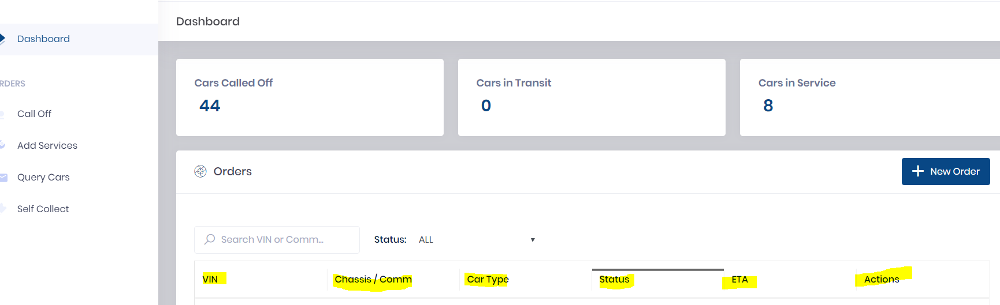 Dashboard
Dashboard
RDERS
Call Off
Add Services
Query Cars
Self Collect
Cars Called Off
44
Cars in Transit
0
Cars in Service
8
Orders
New Order
Search VIN or Comm...
Status: ALL
VIN Chassis / Comm Car Type Status ETA Actions